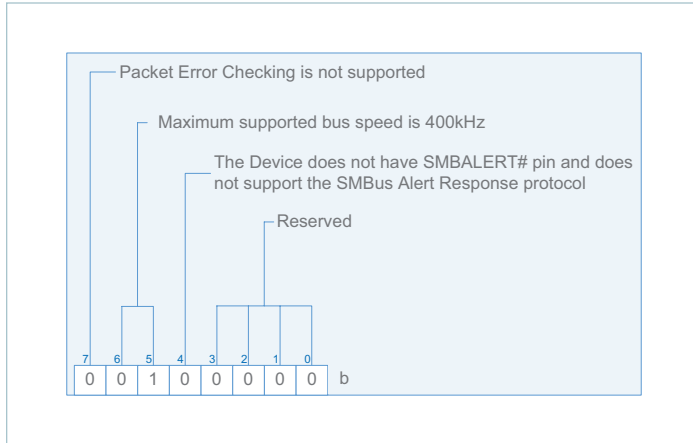 Packet Error Checking is not supported
Maximum supported bus speed is 400kHz
The Device does not have SMBALERT# pin and does
not support the SMBus Alert Response protocol
Reserved
7 6 5 4 3 2 1 0
0 0 1 0 0 0 0 0 b